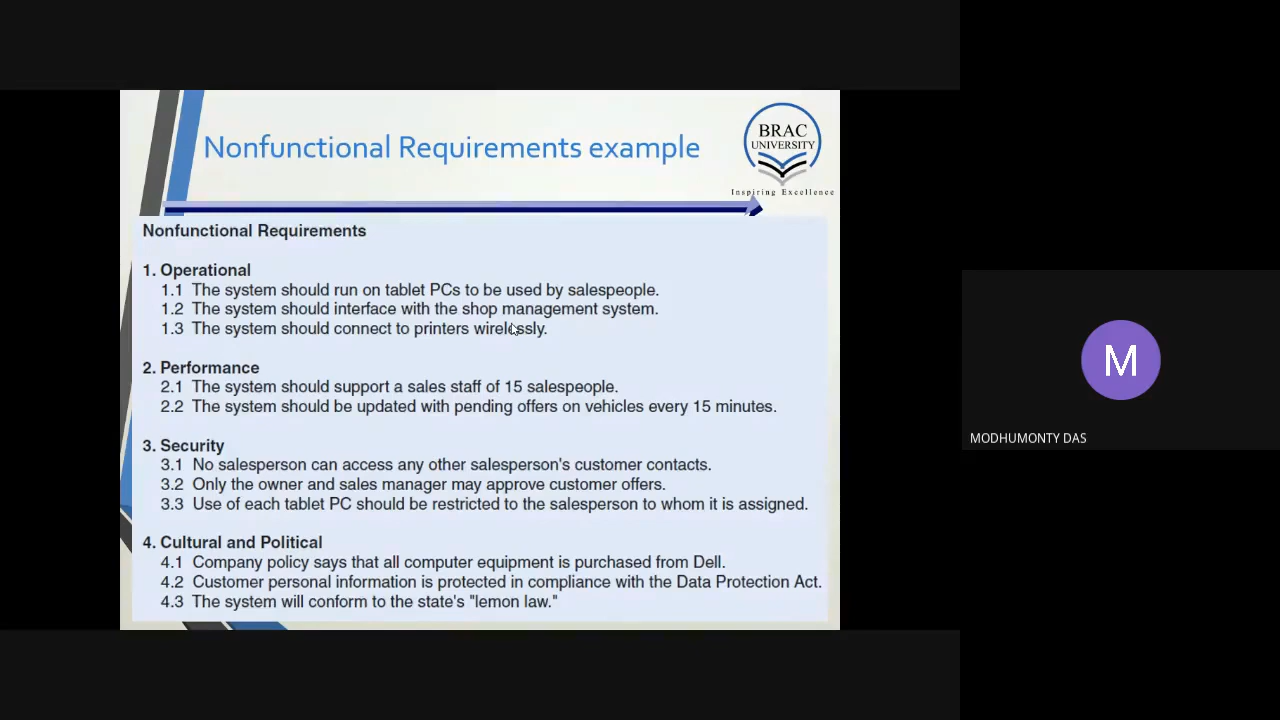 Nonfunctional Requirements example
BRAC
UNIVERSITY
Inspiring Excellence
Nonfunctional Requirements
1. Operational
1.1 The system should run on tablet PCs to be used by salespeople.
1.2 The system should interface with the shop management system.
1.3 The system should connect to printers wirelessly.
2. Performance
2.1 The system should support a sales staff of 15 salespeople.
2.2 The system should be updated with pending offers on vehicles every 15 minutes.
3. Security
3.1 No salesperson can access any other salesperson's customer contacts.
3.2 Only the owner and sales manager may approve customer offers.
3.3 Use of each tablet PC should be restricted to the salesperson to whom it is assigned.
4. Cultural and Political
4.1 Company policy says that all computer equipment is purchased from Dell.
4.2 Customer personal information is protected in compliance with the Data Protection Act.
4.3 The system will conform to the state's "lemon law."
M
MODHUMONTY DAS